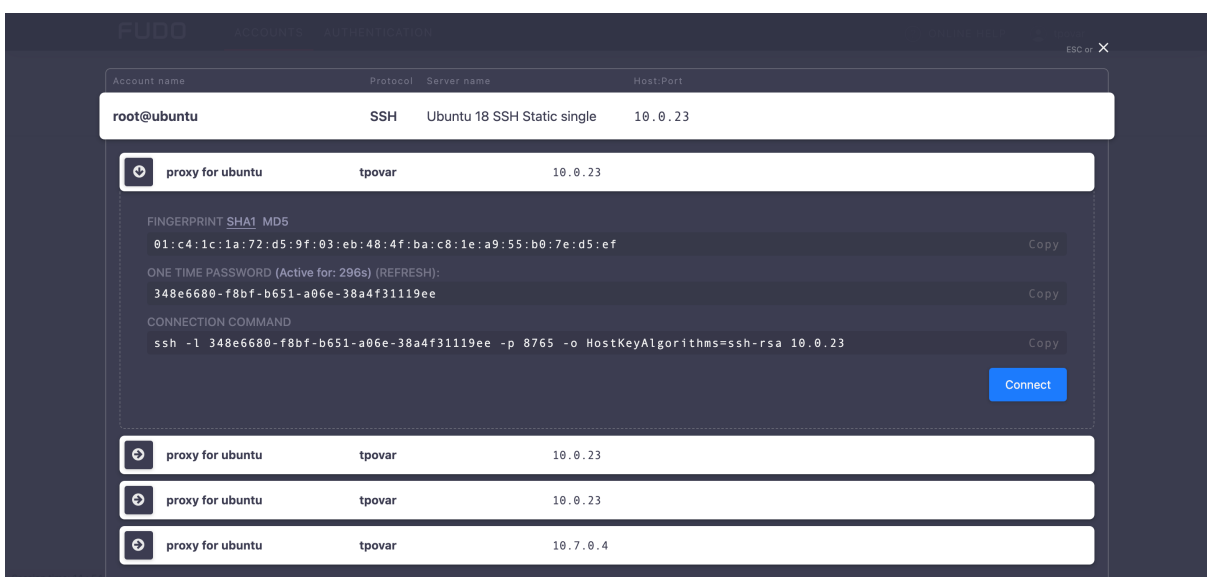 FUDO ACCOUNTS AUTHENTICATION
ESC or ✕
Account name Protocol Server name Host:Port
root@ubuntu SSH Ubuntu 18 SSH Static single 10.0.23
proxy for ubuntu tpovar 10.0.23
FINGERPRINT SHA1 MD5
01:c4:1c:1a:72:d5:9f:03:eb:48:4f:ba:c8:1e:a9:55:b0:7e:d5:ef Copy
ONE TIME PASSWORD (Active for: 296s) (REFRESH):
348e6680-f8bf-b651-a06e-38a4f31119ee Copy
CONNECTION COMMAND
ssh -l 348e6680-f8bf-b651-a06e-38a4f31119ee -p 8765 -o HostKeyAlgorithms=ssh-rsa 10.0.23 Copy
Connect
proxy for ubuntu tpovar 10.0.23
proxy for ubuntu tpovar 10.0.23
proxy for ubuntu tpovar 10.7.0.4